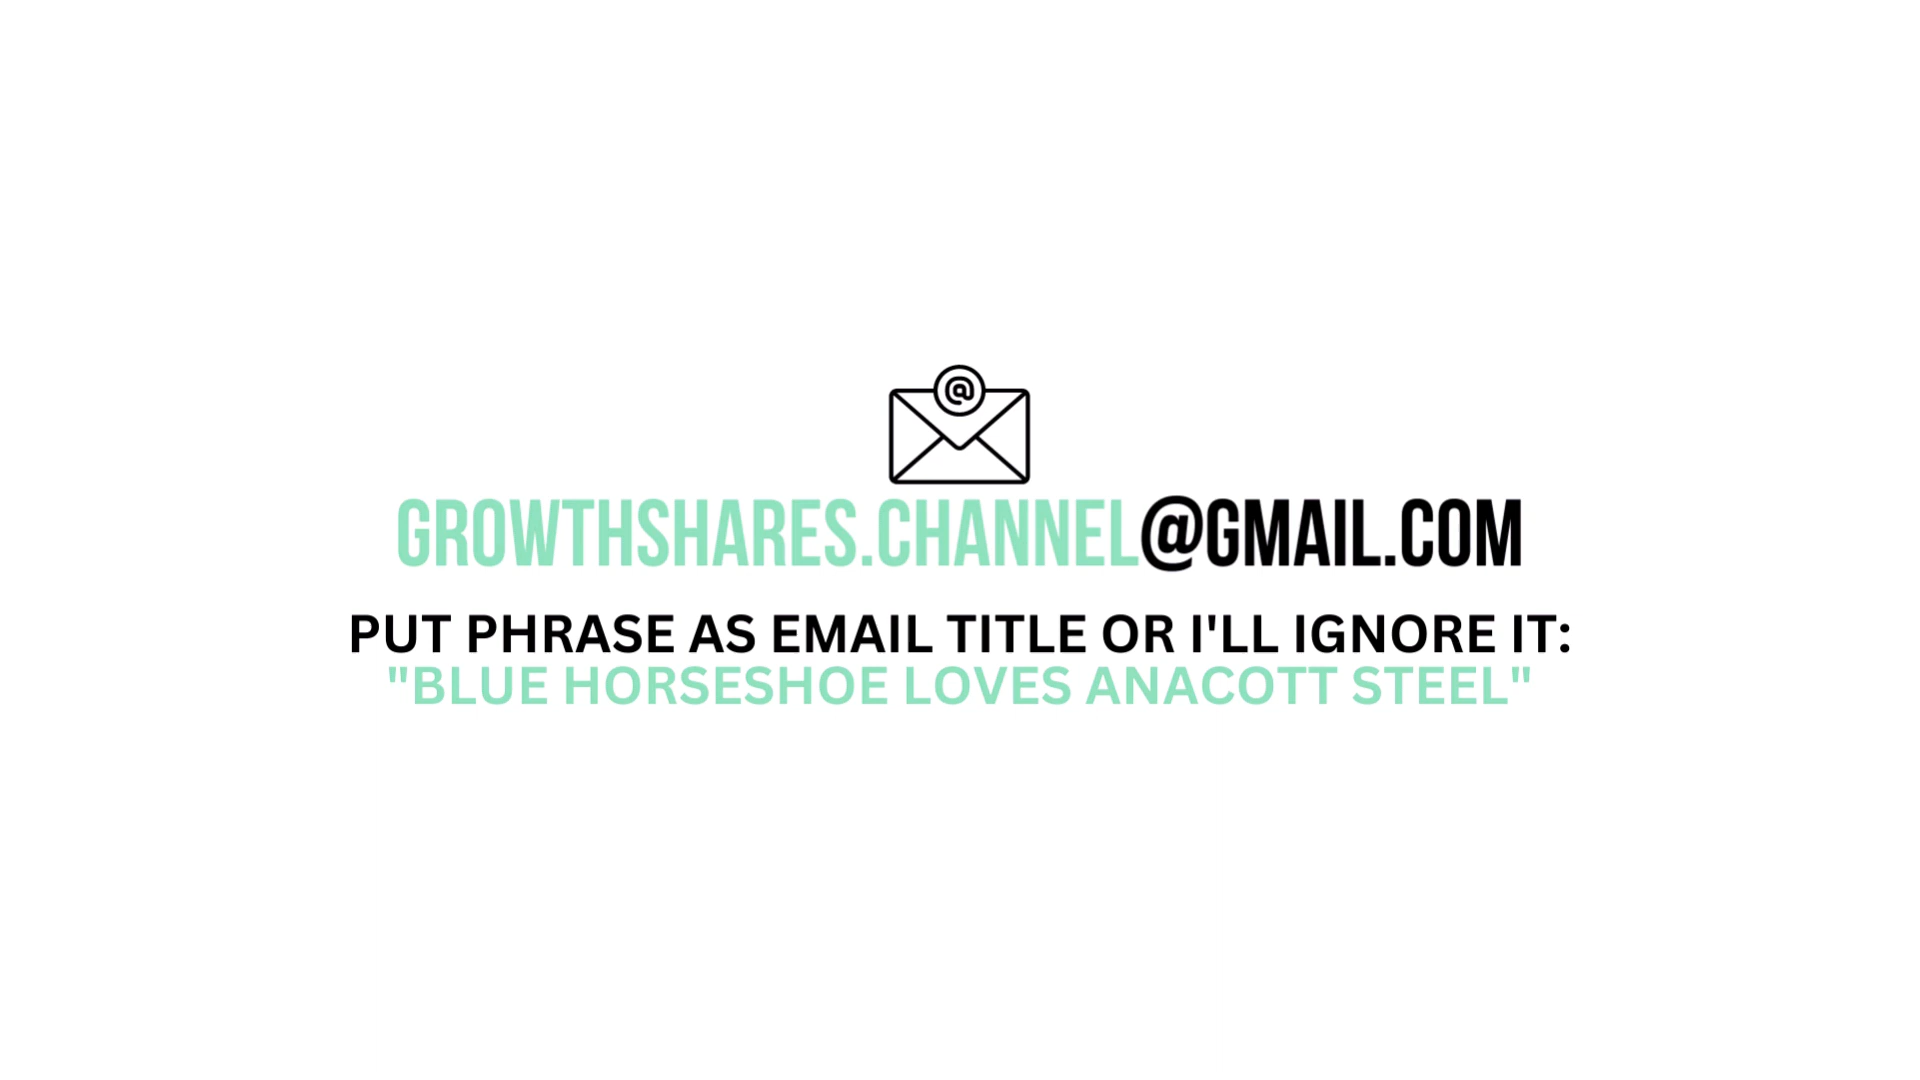 @
GROWTHSHARES.CHANNEL@GMAIL.COM
PUT PHRASE AS EMAIL TITLE OR I'LL IGNORE IT:
"BLUE HORSESHOE LOVES ANACOTT STEEL"